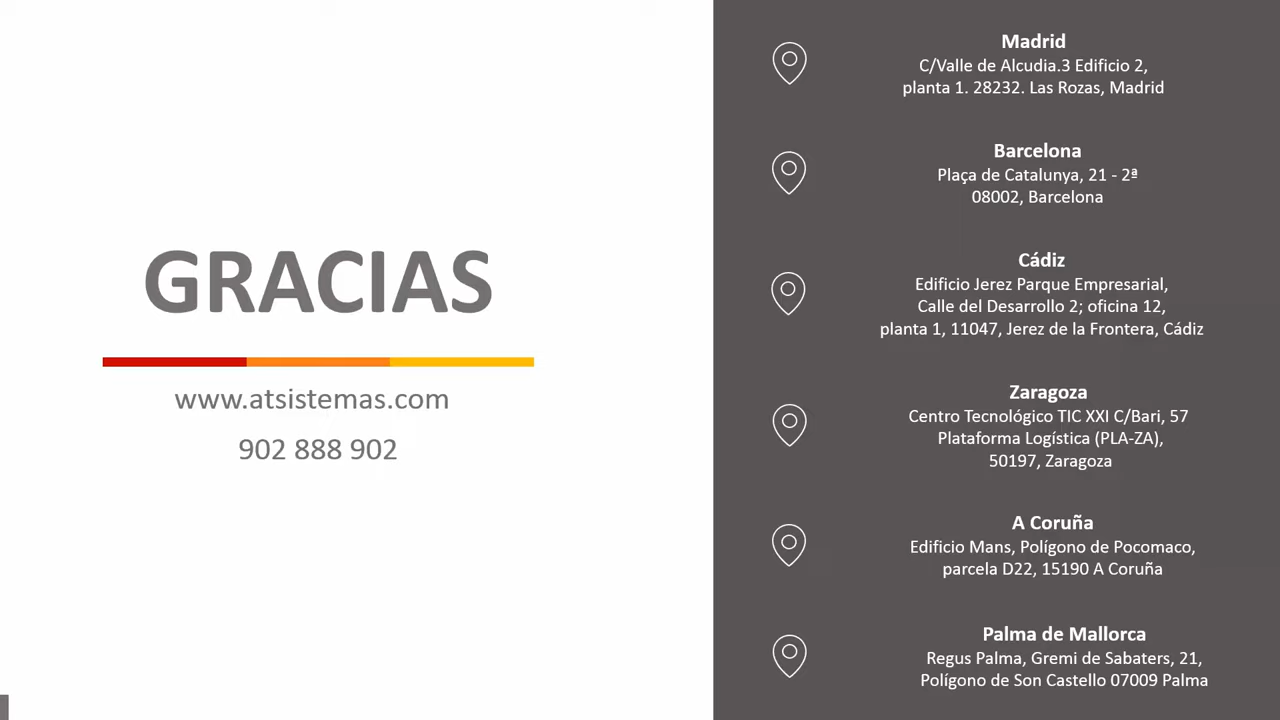 GRACIAS
www.atsistemas.com
902 888 902
Madrid
C/Valle de Alcudia.3 Edificio 2,
planta 1. 28232. Las Rozas, Madrid
Barcelona
Plaça de Catalunya, 21 - 2ª
08002, Barcelona
Cádiz
Edificio Jerez Parque Empresarial,
Calle del Desarrollo 2; oficina 12,
planta 1, 11047, Jerez de la Frontera, Cádiz
Zaragoza
Centro Tecnológico TIC XXI C/Bari, 57
Plataforma Logística (PLA-ZA),
50197, Zaragoza
A Coruña
Edificio Mans, Polígono de Pocomaco,
parcela D22, 15190 A Coruña
Palma de Mallorca
Regus Palma, Gremi de Sabaters, 21,
Polígono de Son Castello 07009 Palma